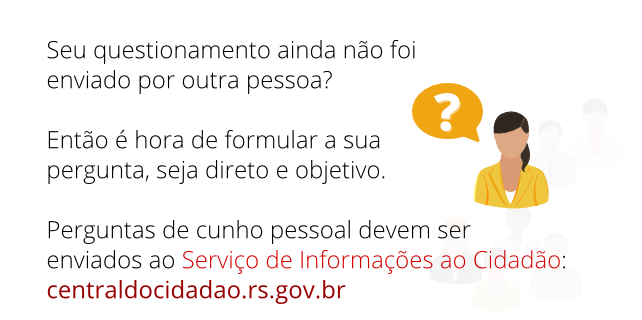 Seu questionamento ainda não foi
enviado por outra pessoa?
Então é hora de formular a sua
pergunta, seja direto e objetivo.
Perguntas de cunho pessoal devem ser
enviados ao Serviço de Informações ao Cidadão:
centraldocidadao.rs.gov.br
?